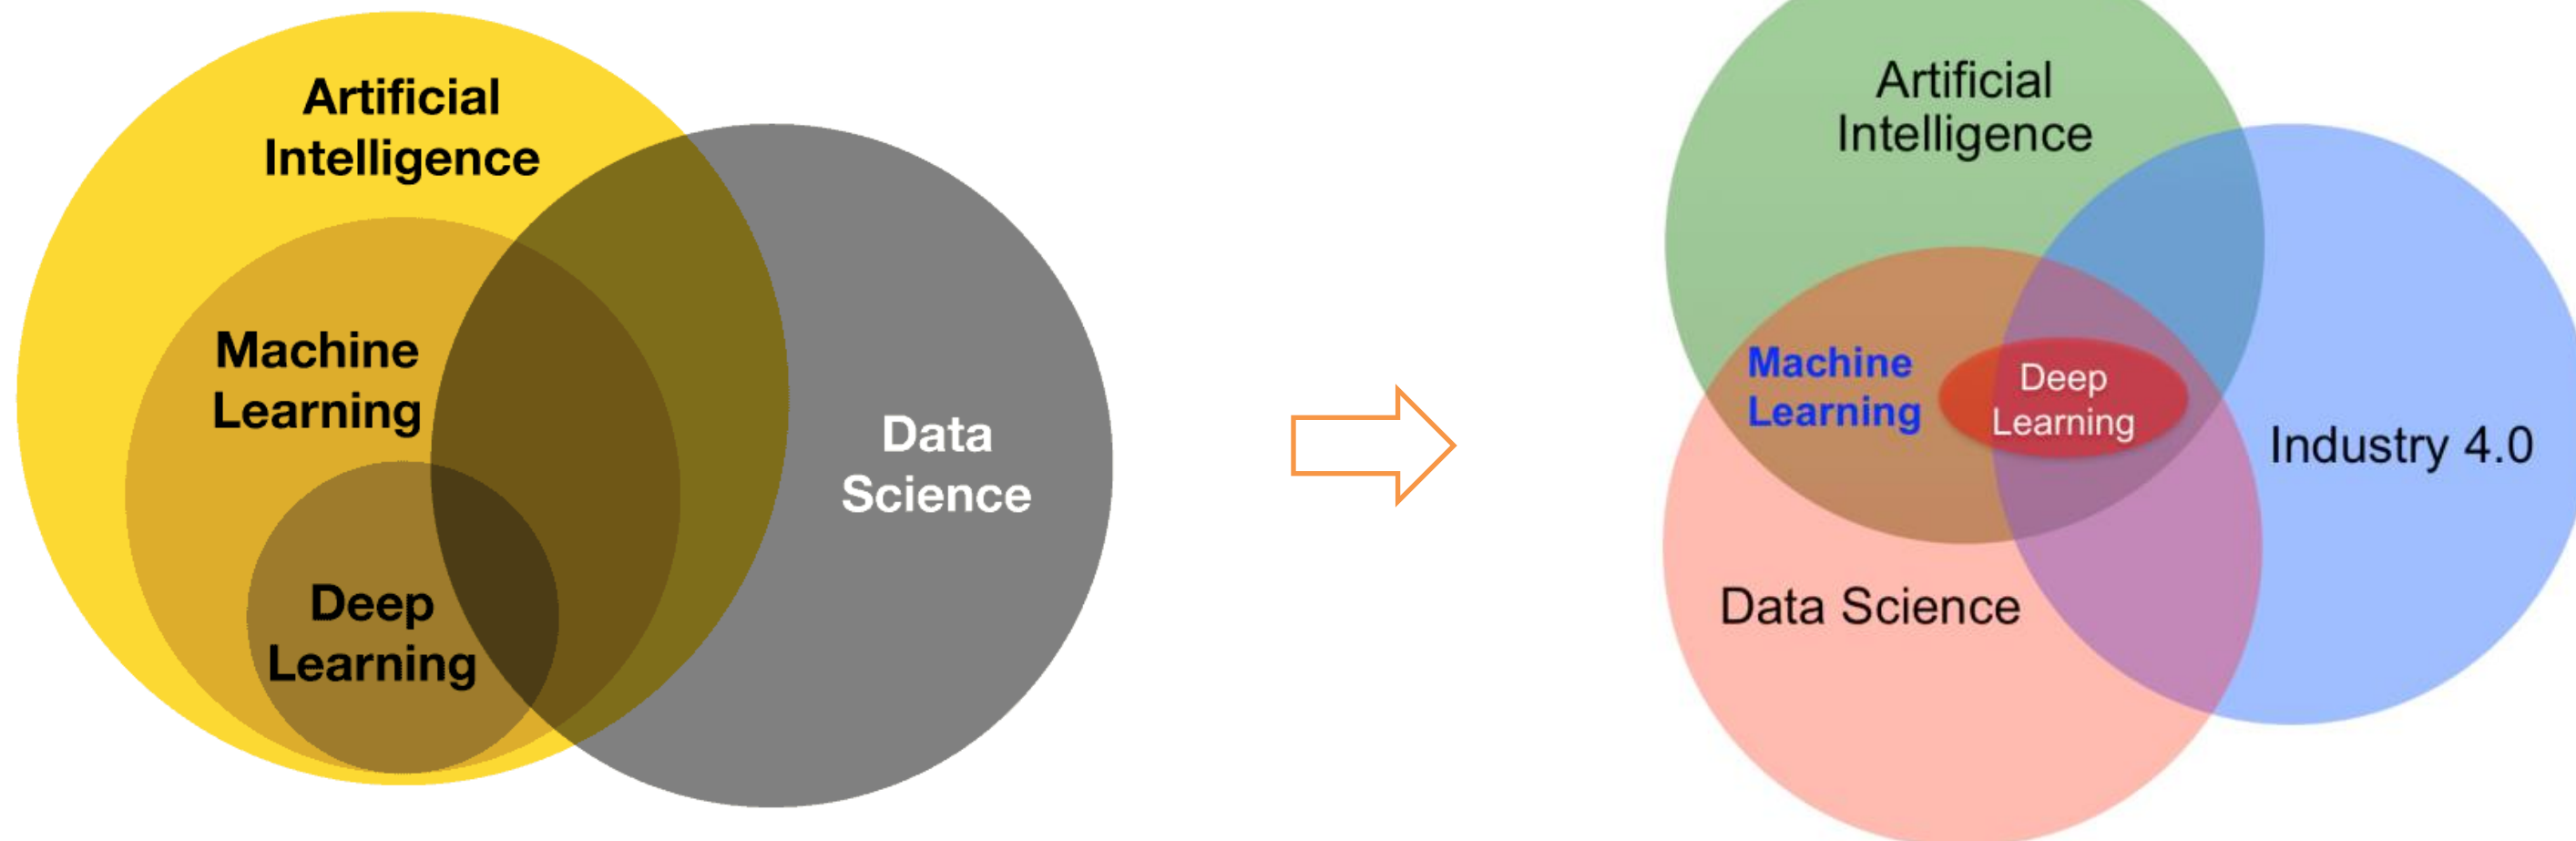 Artificial
Intelligence
Machine
Learning
Deep
Learning
Data
Science
Artificial
Intelligence
Machine
Learning
Deep
Learning
Industry 4.0
Data Science